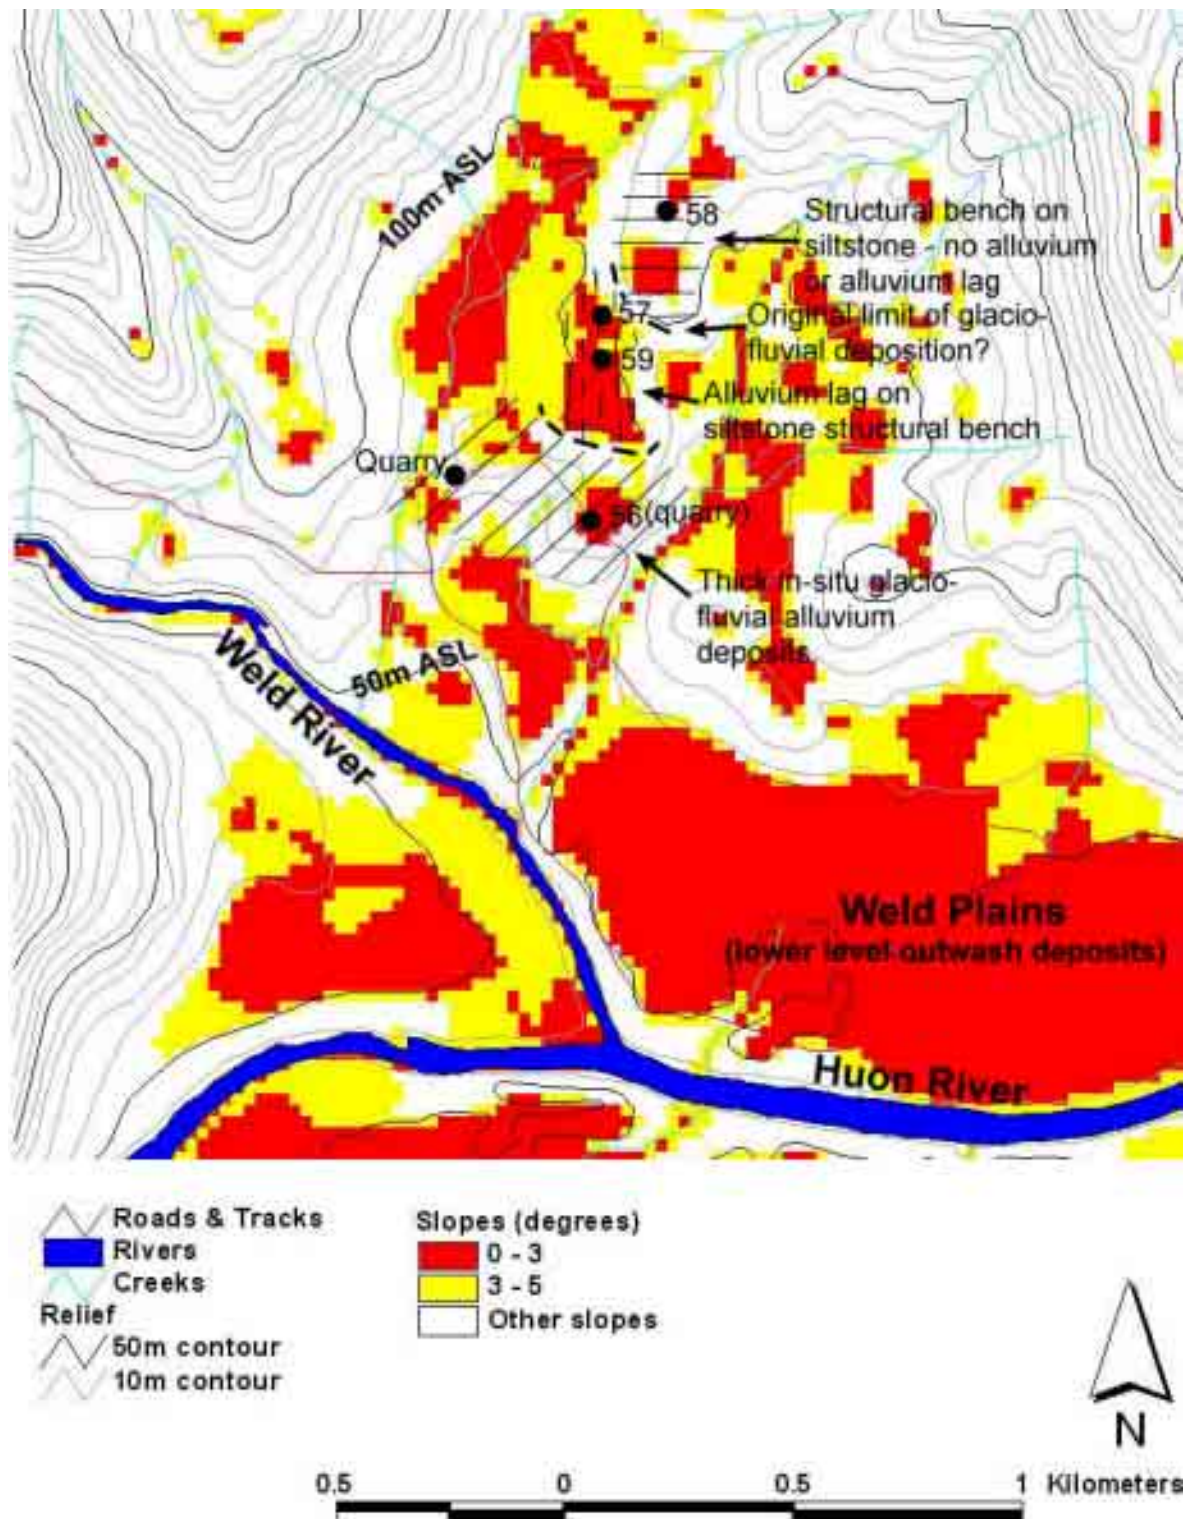 100m ASL
58
Structural bench on
siltstone - no alluvium
or alluvium lag
57
Original limit of glacio-
fluvial deposition?
59
Alluvium lag on
siltstone structural bench
Quarry
56(quarry)
Thick in-situ glacio-
fluvial alluvium
deposits
50m ASL
Weld River
Weld Plains
(lower level outwash deposits)
Huon River
Roads & Tracks
Rivers
Creeks
Relief
50m contour
10m contour
Slopes (degrees)
0 - 3
3 - 5
Other slopes
N
0.5 0 0.5 1 Kilometers